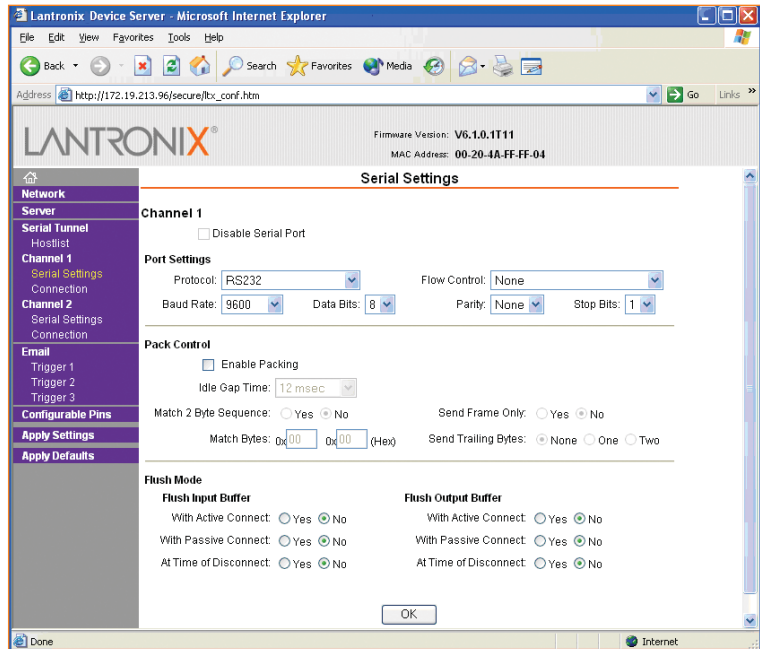 Lantronix Device Server - Microsoft Internet Explorer
File Edit View Favorites Tools Help
Back Search Favorites Media
Address http://172.19.213.96/secure/ltx_conf.htm Go Links »
LANTRONIX®
Firmware Version: V6.1.0.1T11
MAC Address: 00-20-4A-FF-FF-04
Network
Server
Serial Tunnel
Hostlist
Channel 1
Serial Settings
Connection
Channel 2
Serial Settings
Connection
Email
Trigger 1
Trigger 2
Trigger 3
Configurable Pins
Apply Settings
Apply Defaults
Serial Settings
Channel 1
Disable Serial Port
Port Settings
Protocol: RS232 Flow Control: None
Baud Rate: 9600 Data Bits: 8 Parity: None Stop Bits: 1
Pack Control
Enable Packing
Idle Gap Time: 12 msec
Match 2 Byte Sequence: Yes No Send Frame Only: Yes No
Match Bytes: 0x00 0x00 (Hex) Send Trailing Bytes: None One Two
Flush Mode
Flush Input Buffer Flush Output Buffer
With Active Connect: Yes No With Active Connect: Yes No
With Passive Connect: Yes No With Passive Connect: Yes No
At Time of Disconnect: Yes No At Time of Disconnect: Yes No
OK
Done Internet